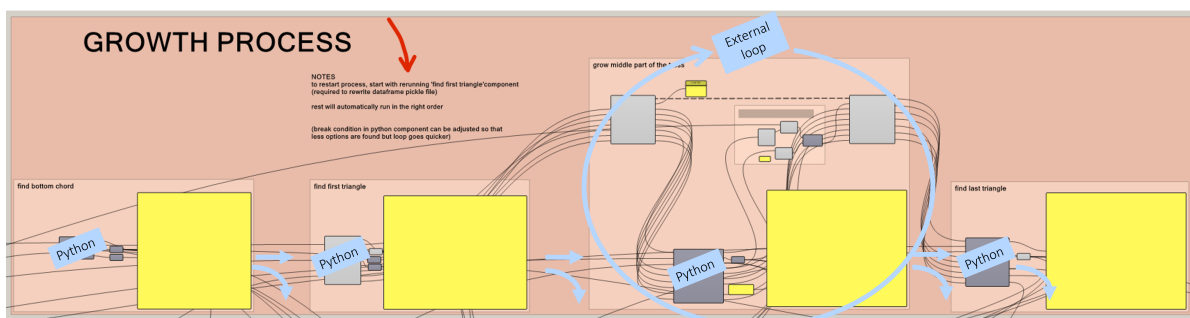 GROWTH PROCESS
NOTES
to restart process, start with rerunning 'find first triangle'component
(required to rewrite dataframe pickle file)
rest will automatically run in the right order
(break condition in python component can be adjusted so that
less options are found but loop goes quicker)
External
loop
grow middle part of the
find bottom chord
Python
find first triangle
Python
Python
find last triangle
Python